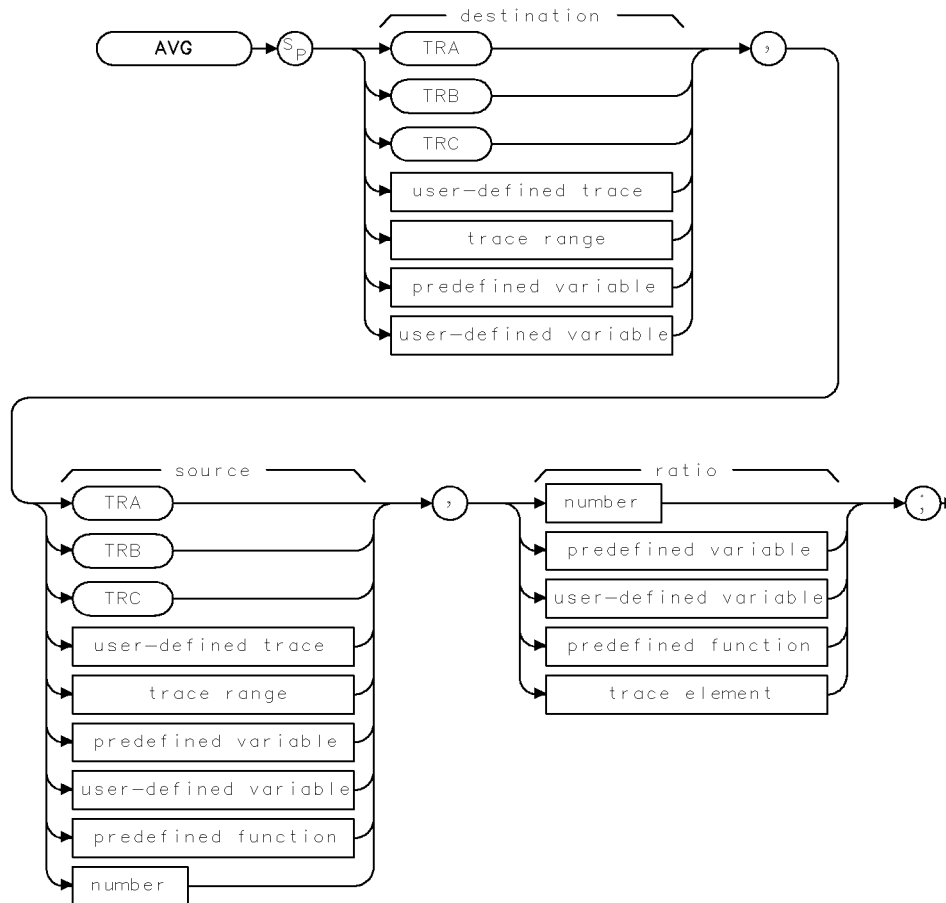 destination
AVG
SP
TRA
,
TRB
TRC
user-defined trace
trace range
predefined variable
user-defined variable
source
ratio
TRA
,
number
;
TRB
predefined variable
TRC
user-defined variable
user-defined trace
predefined function
trace range
trace element
predefined variable
user-defined variable
predefined function
number